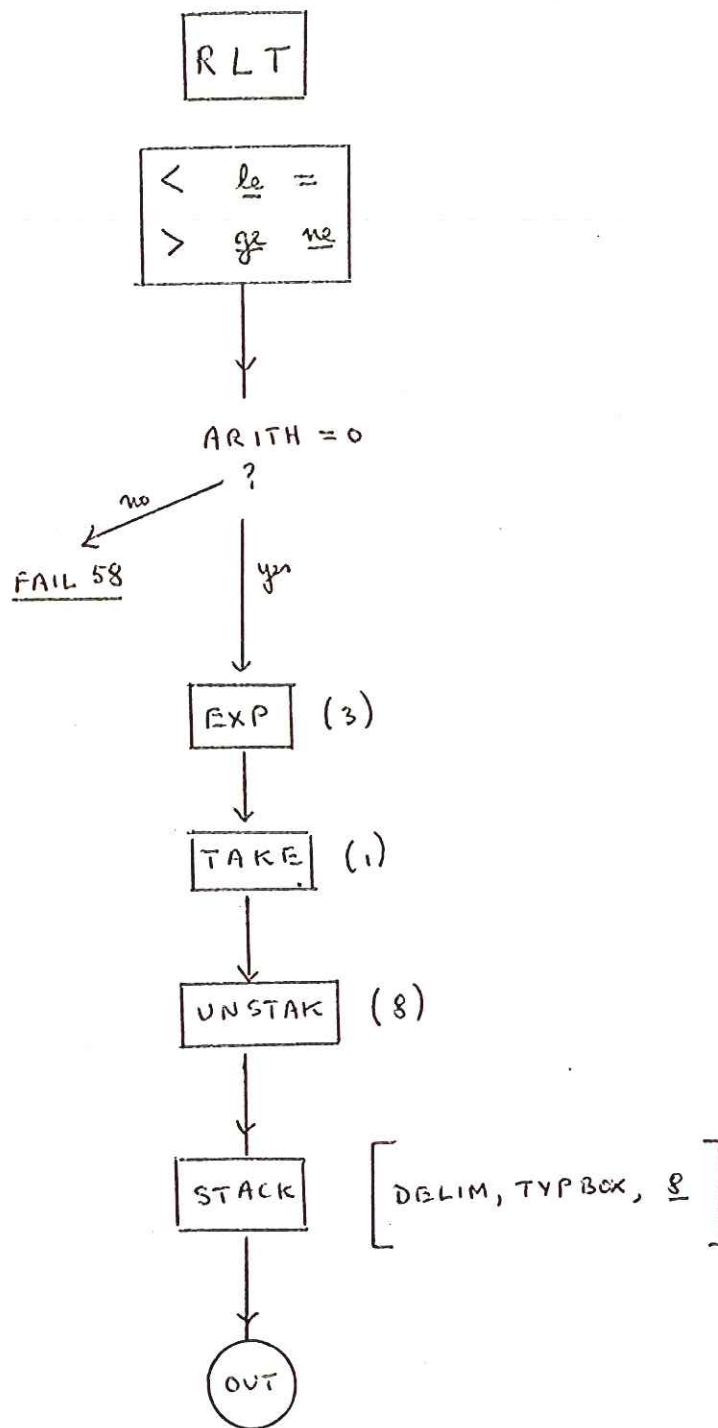 RLT
< le =
> ge ne
ARITH = 0
?
no
FAIL 58
yes
EXP (3)
TAKE (1)
UNSTAK (8)
STACK [DELIM, TYPBOX, 8]
OUT